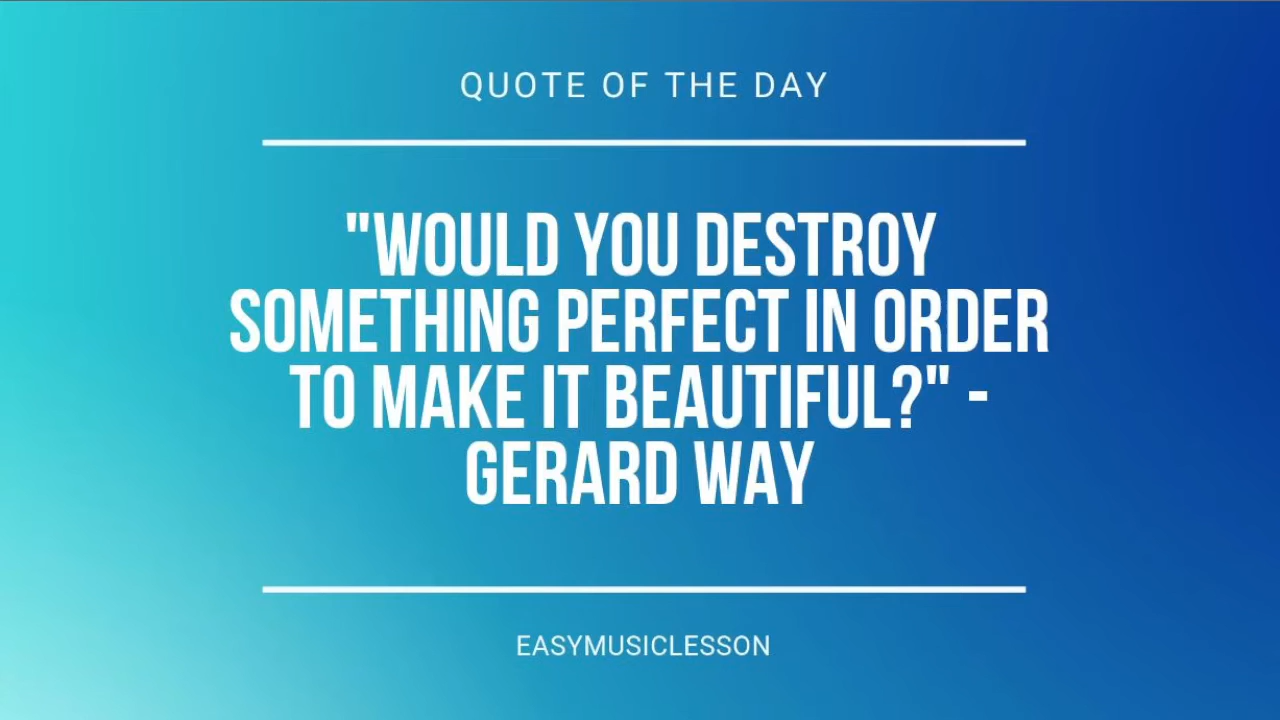 QUOTE OF THE DAY
"WOULD YOU DESTROY
SOMETHING PERFECT IN ORDER
TO MAKE IT BEAUTIFUL?" -
GERARD WAY
EASYMUSICLESSON